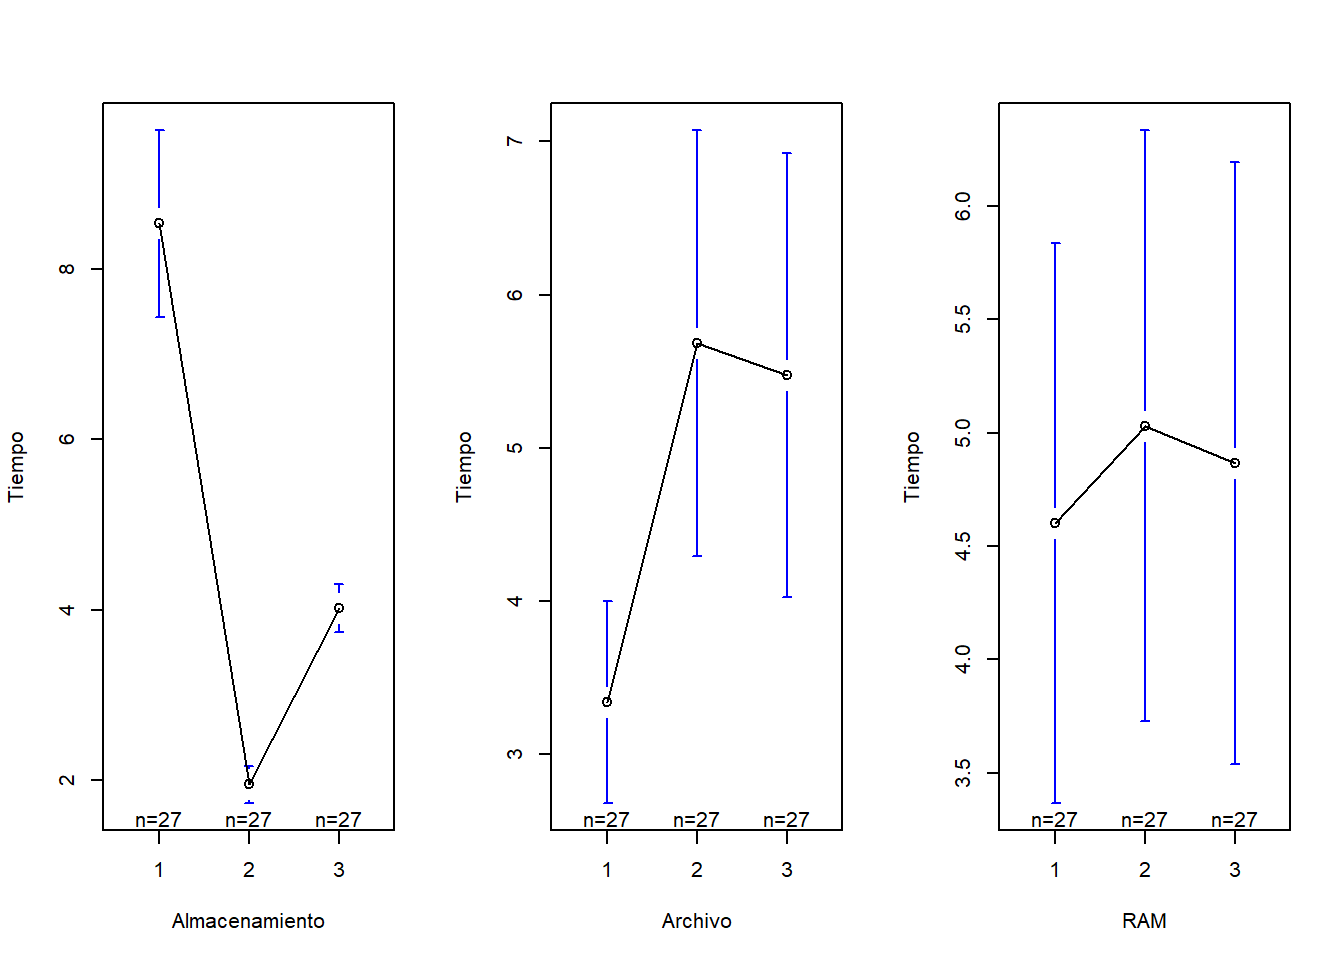 Tiempo
8
6
4
2
n=27 n=27 n=27
1 2 3
Almacenamiento
Tiempo
7
6
5
4
3
n=27 n=27 n=27
1 2 3
Archivo
Tiempo
6.0
5.5
5.0
4.5
4.0
3.5
n=27 n=27 n=27
1 2 3
RAM